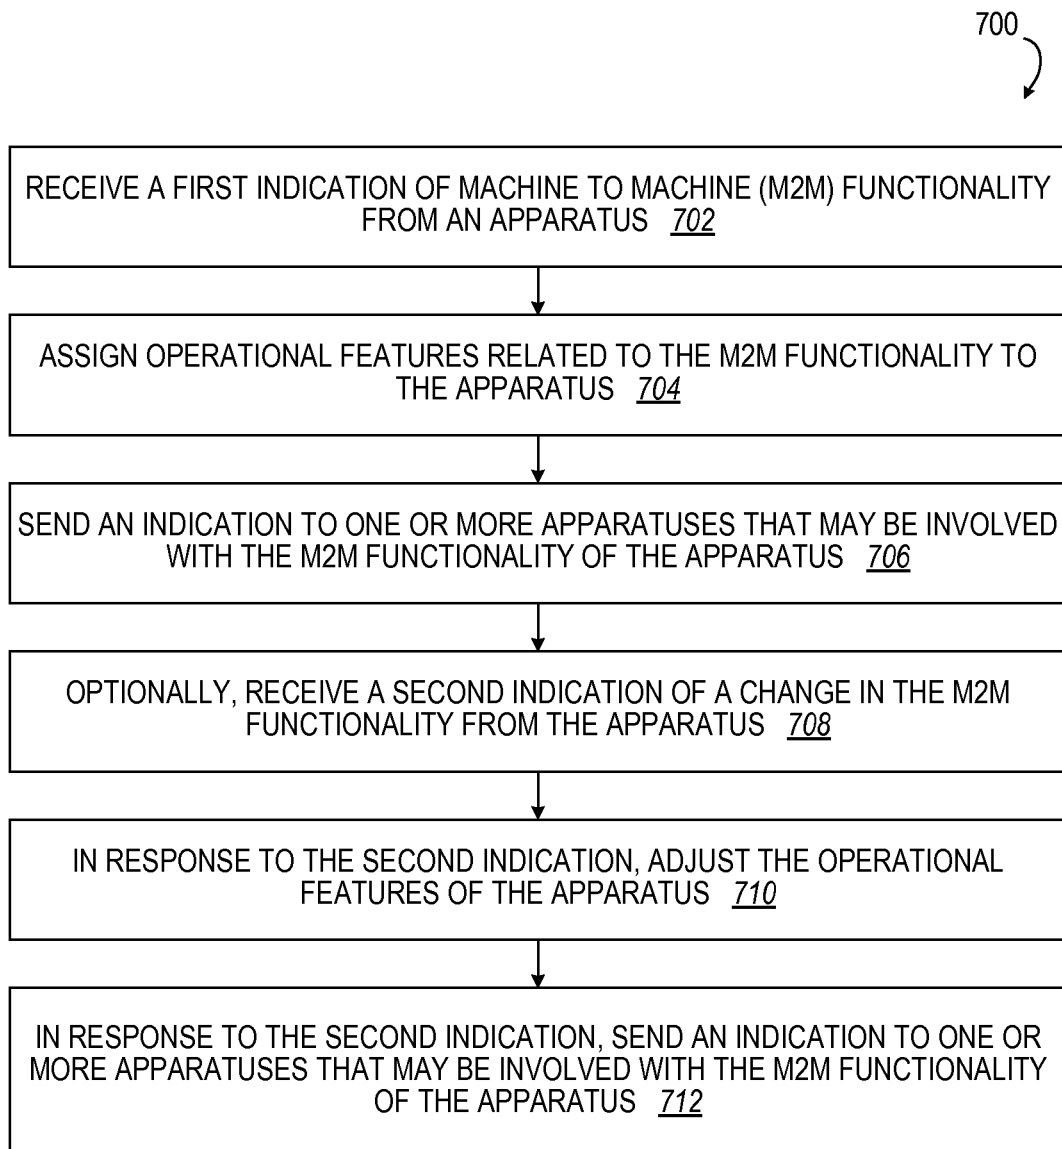 700
RECEIVE A FIRST INDICATION OF MACHINE TO MACHINE (M2M) FUNCTIONALITY
FROM AN APPARATUS 702
ASSIGN OPERATIONAL FEATURES RELATED TO THE M2M FUNCTIONALITY TO
THE APPARATUS 704
SEND AN INDICATION TO ONE OR MORE APPARATUSES THAT MAY BE INVOLVED
WITH THE M2M FUNCTIONALITY OF THE APPARATUS 706
OPTIONALLY, RECEIVE A SECOND INDICATION OF A CHANGE IN THE M2M
FUNCTIONALITY FROM THE APPARATUS 708
IN RESPONSE TO THE SECOND INDICATION, ADJUST THE OPERATIONAL
FEATURES OF THE APPARATUS 710
IN RESPONSE TO THE SECOND INDICATION, SEND AN INDICATION TO ONE OR
MORE APPARATUSES THAT MAY BE INVOLVED WITH THE M2M FUNCTIONALITY
OF THE APPARATUS 712